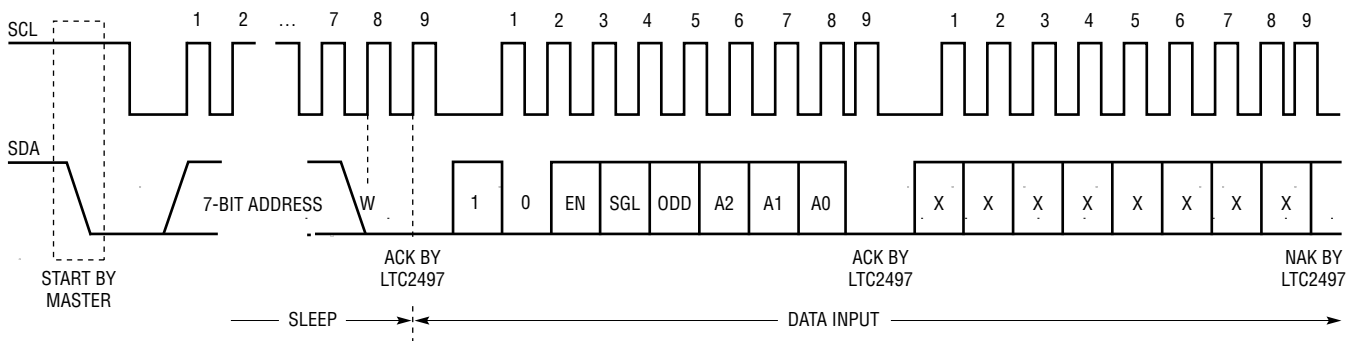 1 2 ... 7 8 9 1 2 3 4 5 6 7 8 9 1 2 3 4 5 6 7 8 9
SCL
SDA
7-BIT ADDRESS W 1 0 EN SGL ODD A2 A1 A0 X X X X X X X X
START BY
MASTER
ACK BY
LTC2497
ACK BY
LTC2497
NAK BY
LTC2497
SLEEP DATA INPUT